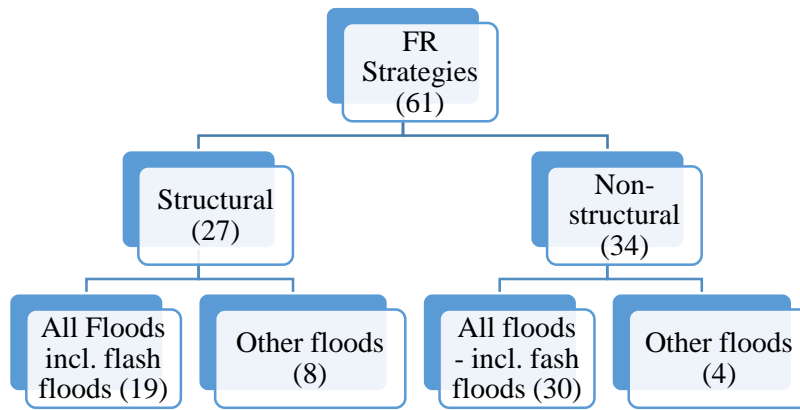 FR
Strategies
(61)
Structural
(27)
Non-
structural
(34)
All Floods
incl. flash
floods (19)
Other floods
(8)
All floods
- incl. fash
floods (30)
Other floods
(4)